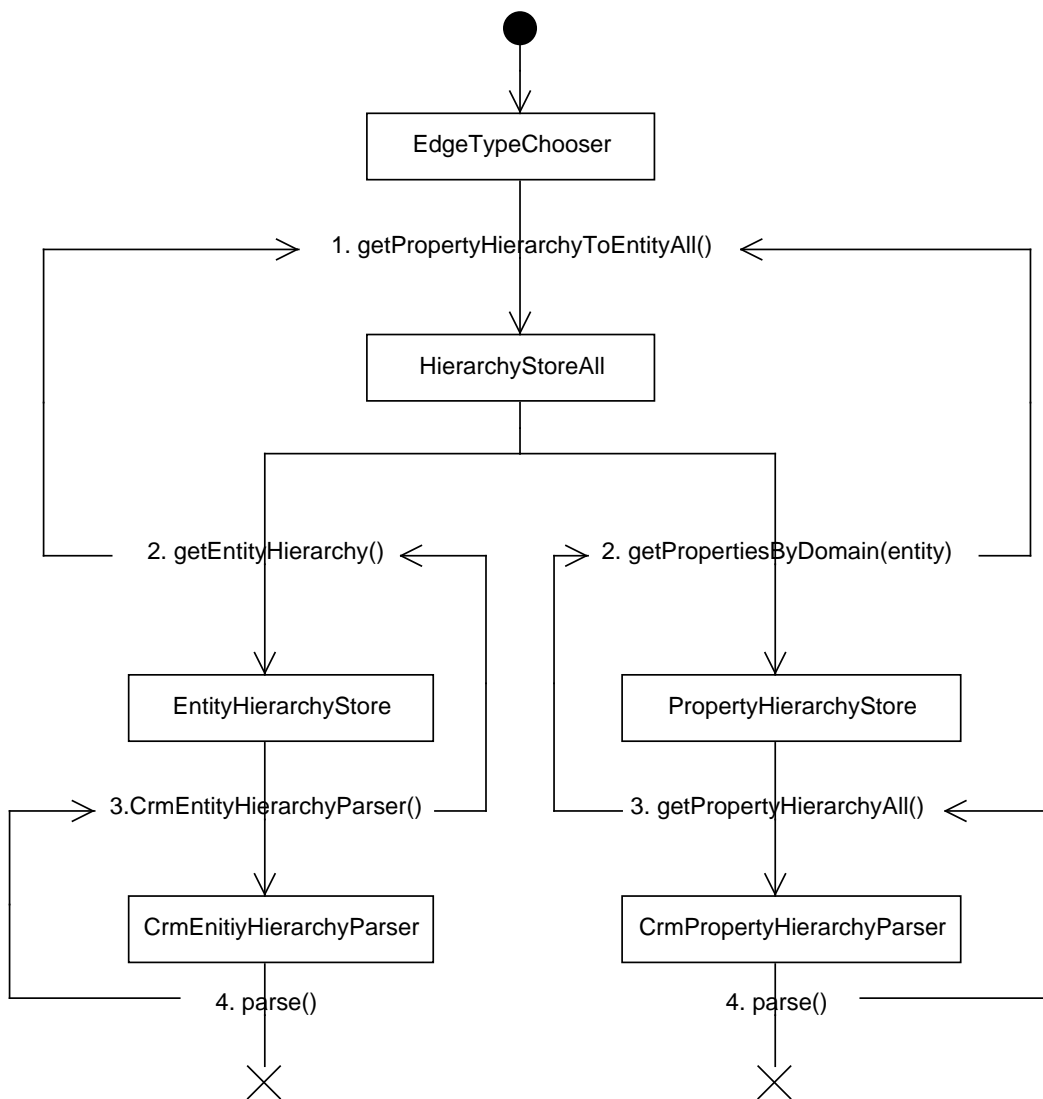 EdgeTypeChooser
1. getPropertyHierarchyToEntityAll()
HierarchyStoreAll
2. getEntityHierarchy()
2. getPropertiesByDomain(entity)
EntityHierarchyStore
PropertyHierarchyStore
3.CrmEntityHierarchyParser()
3. getPropertyHierarchyAll()
CrmEnitiyHierarchyParser
CrmPropertyHierarchyParser
4. parse()
4. parse()